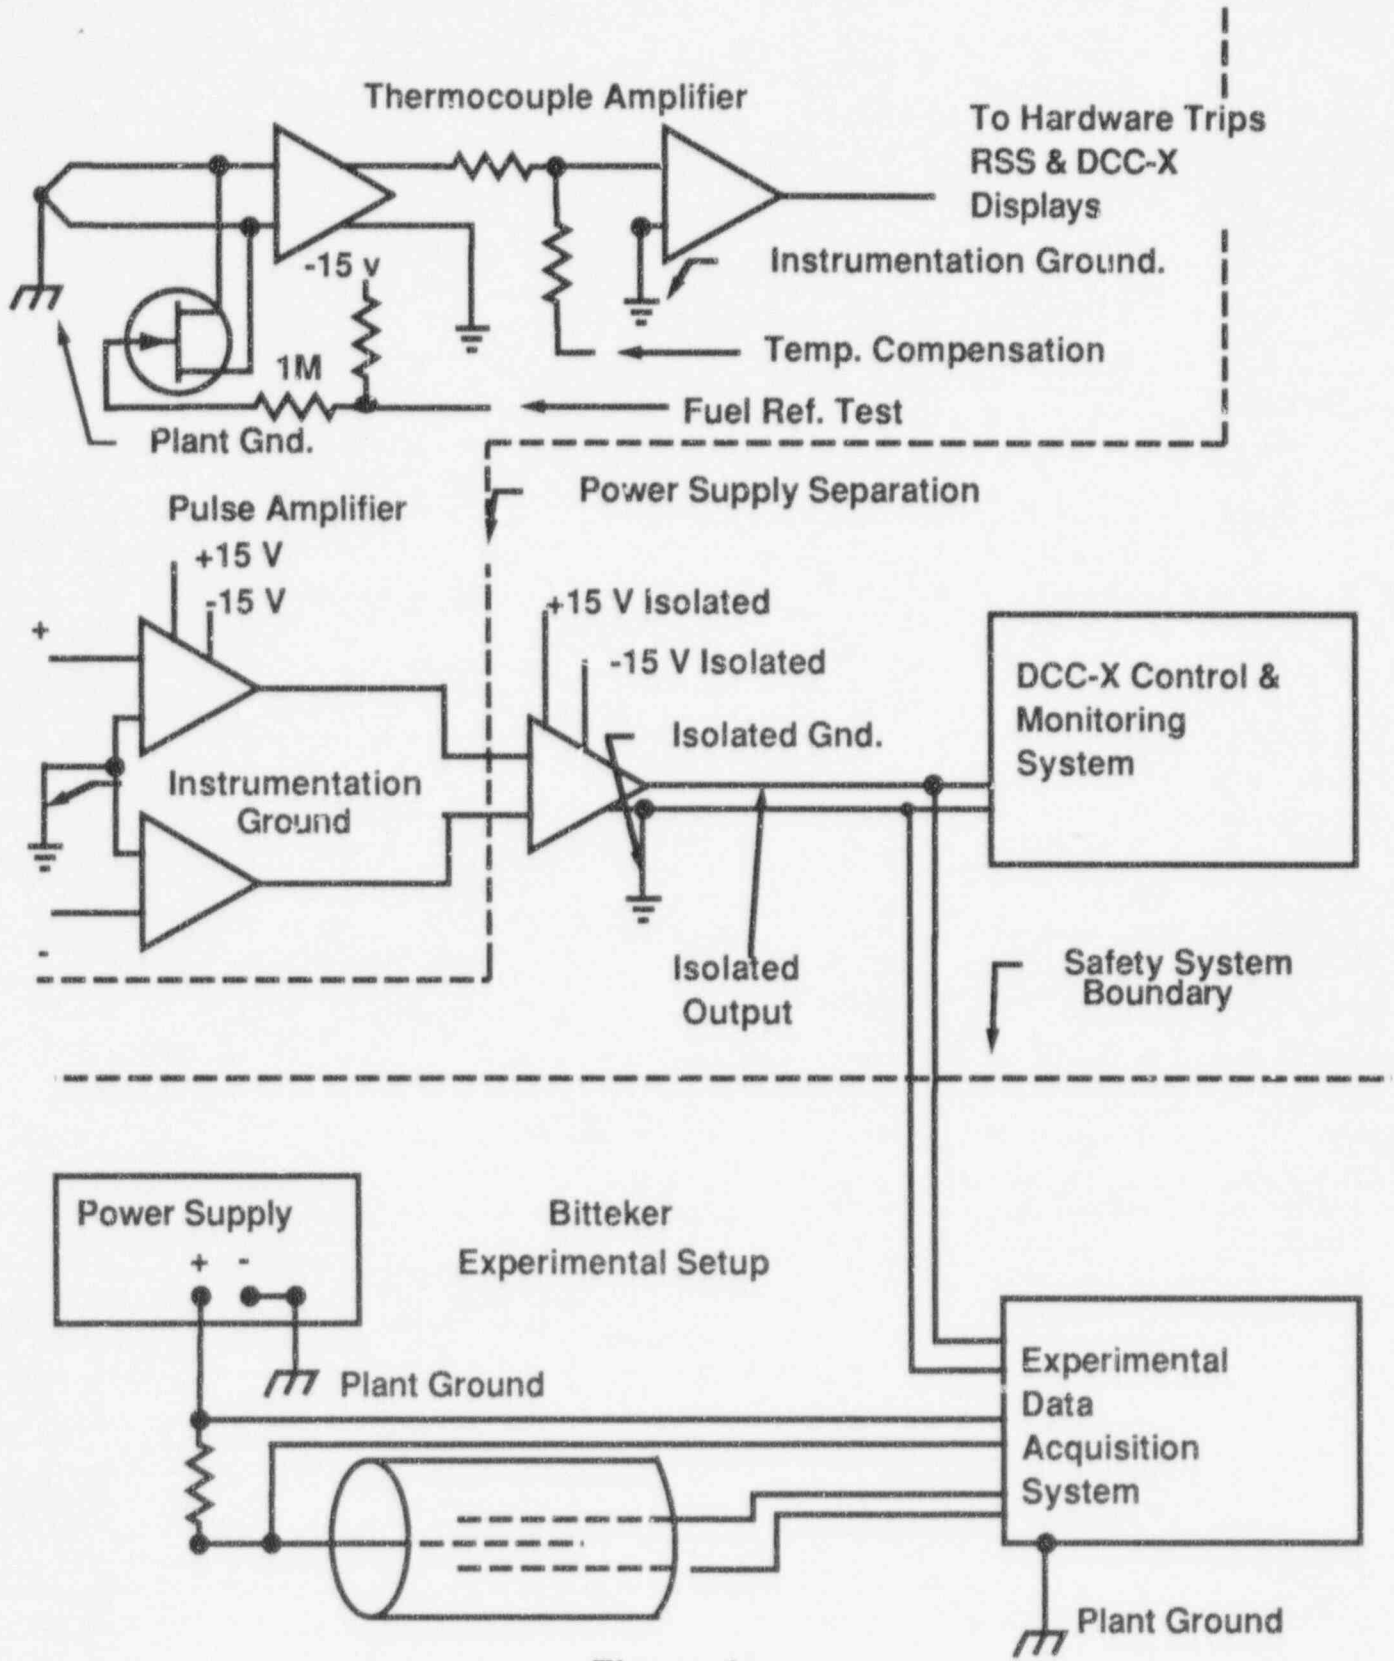 Thermocouple Amplifier
To Hardware Trips
RSS & DCC-X
Displays
Instrumentation Ground.
-15 v
Temp. Compensation
1M
Fuel Ref. Test
Plant Gnd.
Power Supply Separation
Pulse Amplifier
+15 V
-15 V
+
+15 V Isolated
-15 V Isolated
Isolated Gnd.
DCC-X Control &
Monitoring
System
Instrumentation
Ground
-
Isolated
Output
Safety System
Boundary
Power Supply
+ -
Bitteker
Experimental Setup
Plant Ground
Experimental
Data
Acquisition
System
Plant Ground